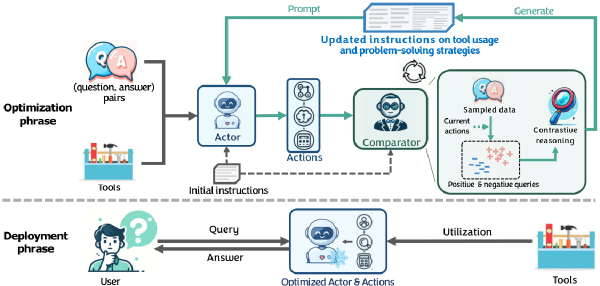 Prompt
Generate
Updated instructions on tool usage
and problem-solving strategies
Q A
(question, answer)
pairs
Optimization
phrase
Tools
Actor
Actions
Comparator
Initial instructions
Q A
Sampled data
Current
actions
Contrastive
reasoning
Positive & negative queries
Deployment
phrase
User
Query
Answer
Optimized Actor & Actions
Utilization
Tools